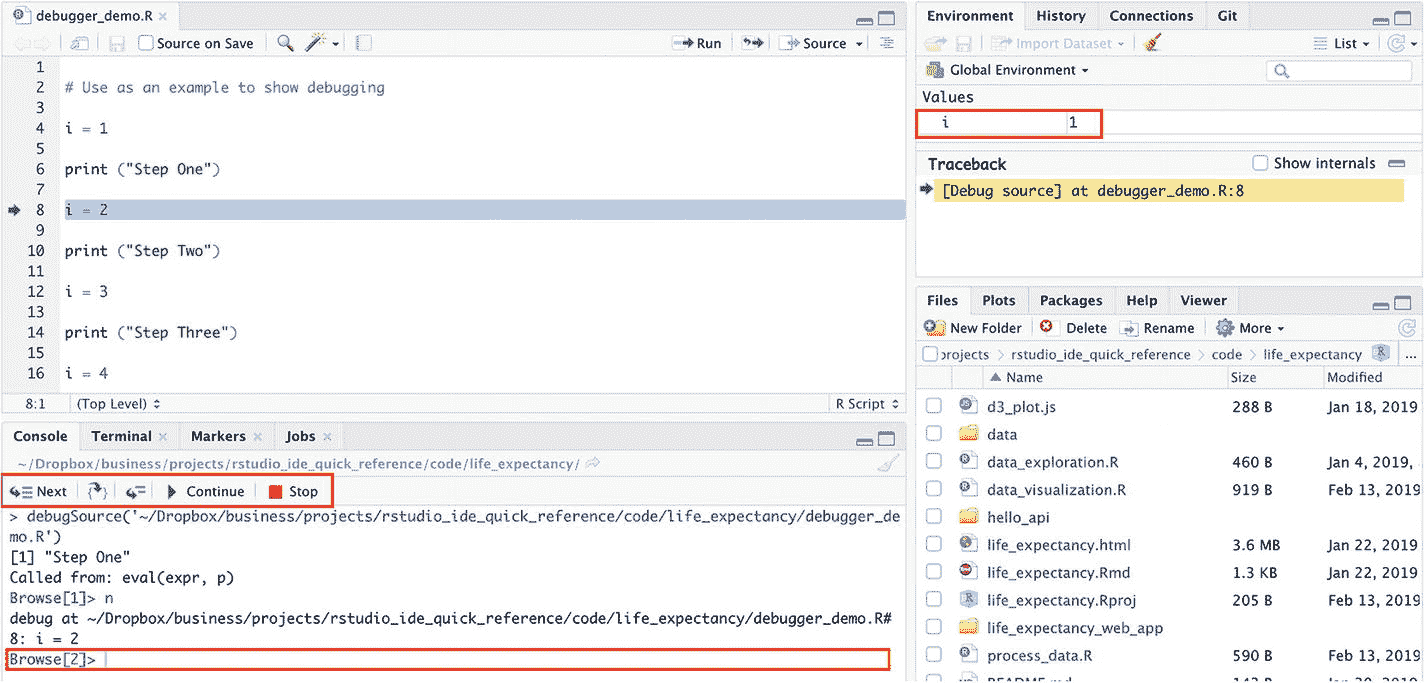 debugger_demo.R
Source on Save
Run
Source
1
2 # Use as an example to show debugging
3
4 i = 1
5
6 print ("Step One")
7
8 i = 2
9
10 print ("Step Two")
11
12 i = 3
13
14 print ("Step Three")
15
16 i = 4
8:1 (Top Level) R Script
Console Terminal Markers Jobs
~/Dropbox/business/projects/rstudio_ide_quick_reference/code/life_expectancy/
Next Continue Stop
> debugSource('~/Dropbox/business/projects/rstudio_ide_quick_reference/code/life_expectancy/debugger_de
mo.R')
[1] "Step One"
Called from: eval(expr, p)
Browse[1]> n
debug at ~/Dropbox/business/projects/rstudio_ide_quick_reference/code/life_expectancy/debugger_demo.R#
8: i = 2
Browse[2]>
Environment History Connections Git
Import Dataset List
Global Environment
Values
i 1
Traceback Show internals
[Debug source] at debugger_demo.R:8
Files Plots Packages Help Viewer
New Folder Delete Rename More
projects > rstudio_ide_quick_reference > code > life_expectancy R ...
Name Size Modified
d3_plot.js 288 B Jan 18, 2019
data
data_exploration.R 460 B Jan 4, 2019,
data_visualization.R 919 B Feb 13, 2019
hello_api
life_expectancy.html 3.6 MB Jan 22, 2019
life_expectancy.Rmd 1.3 KB Jan 22, 2019
life_expectancy.Rproj 205 B Feb 13, 2019
life_expectancy_web_app
process_data.R 590 B Feb 13, 2019